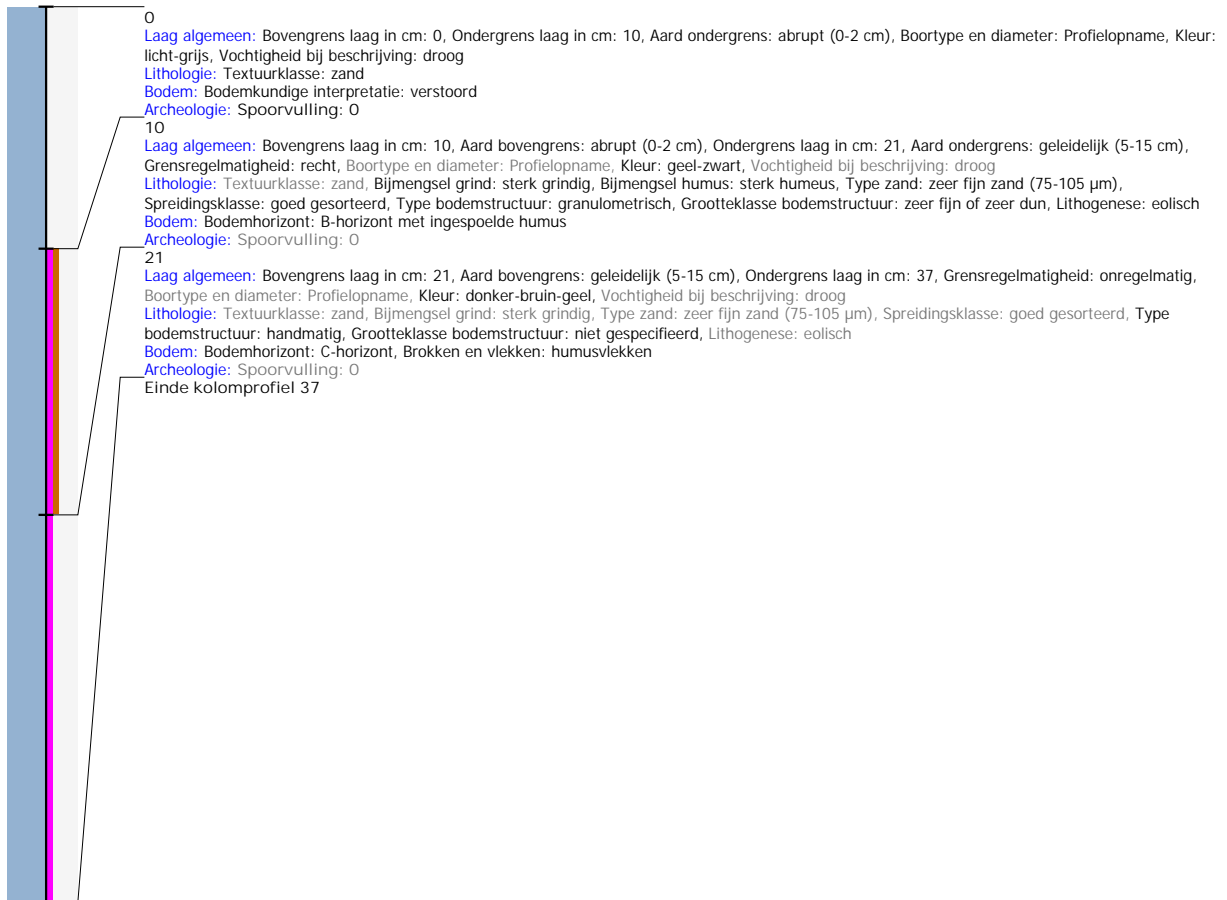 0
Laag algemeen: Bovengrens laag in cm: 0, Ondergrens laag in cm: 10, Aard ondergrens: abrupt (0-2 cm), Boortype en diameter: Profielopname, Kleur:
licht-grijs, Vochtigheid bij beschrijving: droog
Lithologie: Textuurklasse: zand
Bodem: Bodemkundige interpretatie: verstoord
Archeologie: Spoorvulling: 0
10
Laag algemeen: Bovengrens laag in cm: 10, Aard bovengrens: abrupt (0-2 cm), Ondergrens laag in cm: 21, Aard ondergrens: geleidelijk (5-15 cm),
Grensregelmatigheid: recht, Boortype en diameter: Profielopname, Kleur: geel-zwart, Vochtigheid bij beschrijving: droog
Lithologie: Textuurklasse: zand, Bijmengsel grind: sterk grindig, Bijmengsel humus: sterk humeus, Type zand: zeer fijn zand (75-105 µm),
Spreidingsklasse: goed gesorteerd, Type bodemstructuur: granulometrisch, Grootteklasse bodemstructuur: zeer fijn of zeer dun, Lithogenese: eolisch
Bodem: Bodemhorizont: B-horizont met ingespoelde humus
Archeologie: Spoorvulling: 0
21
Laag algemeen: Bovengrens laag in cm: 21, Aard bovengrens: geleidelijk (5-15 cm), Ondergrens laag in cm: 37, Grensregelmatigheid: onregelmatig,
Boortype en diameter: Profielopname, Kleur: donker-bruin-geel, Vochtigheid bij beschrijving: droog
Lithologie: Textuurklasse: zand, Bijmengsel grind: sterk grindig, Type zand: zeer fijn zand (75-105 µm), Spreidingsklasse: goed gesorteerd, Type
bodemstructuur: handmatig, Grootteklasse bodemstructuur: niet gespecifieerd, Lithogenese: eolisch
Bodem: Bodemhorizont: C-horizont, Brokken en vlekken: humusvlekken
Archeologie: Spoorvulling: 0
Einde kolomprofiel 37